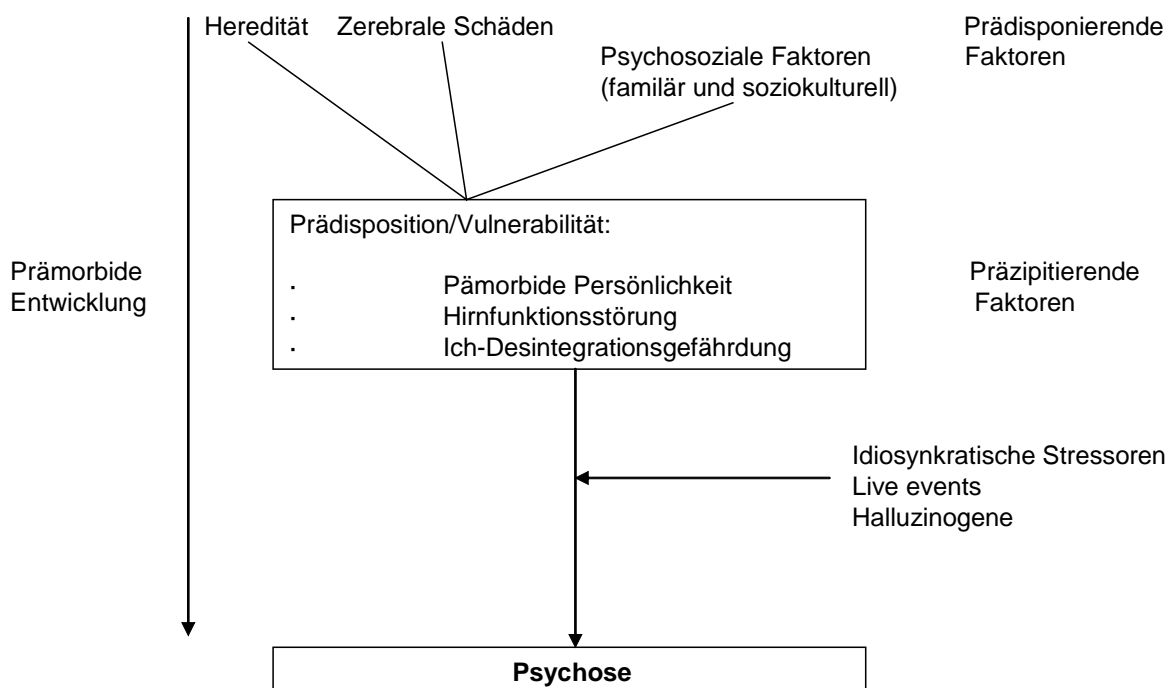 Heredität Zerebrale Schäden
Prädisponierende
Faktoren
Psychosoziale Faktoren
(familär und soziokulturell)
Prädisposition/Vulnerabilität:
· Pämorbide Persönlichkeit
· Hirnfunktionsstörung
· Ich-Desintegrationsgefährdung
Prämorbide
Entwicklung
Präzipitierende
Faktoren
Idiosynkratische Stressoren
Live events
Halluzinogene
Psychose